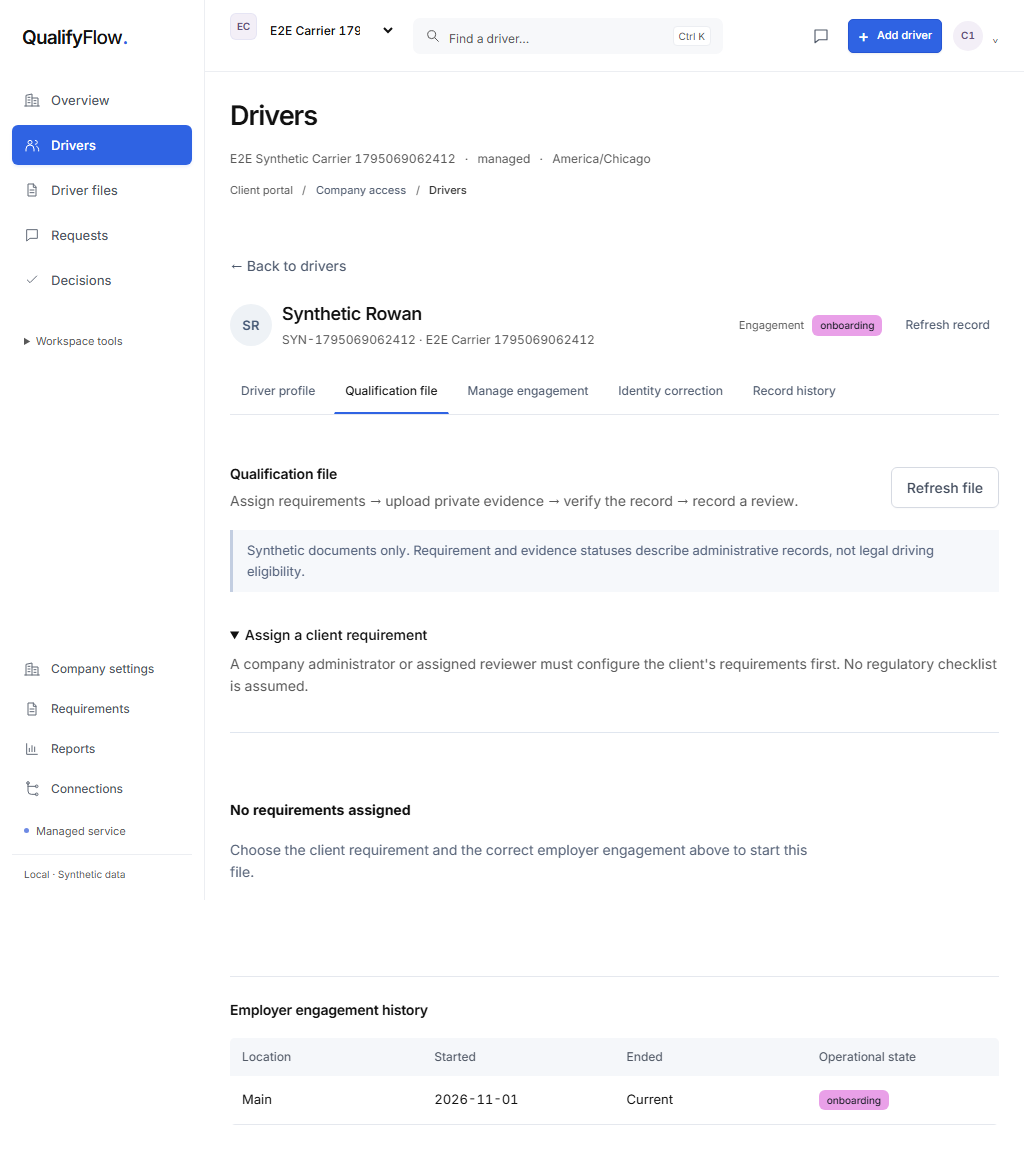 QualifyFlow.
EC
E2E Carrier 179
Find a driver...
Ctrl K
+ Add driver
C1
Overview
Drivers
Driver files
Requests
Decisions
Workspace tools
Company settings
Requirements
Reports
Connections
Managed service
Local · Synthetic data
Drivers
E2E Synthetic Carrier 1795069062412 · managed · America/Chicago
Client portal / Company access / Drivers
← Back to drivers
SR
Synthetic Rowan
SYN-1795069062412 · E2E Carrier 1795069062412
Engagement onboarding Refresh record
Driver profile Qualification file Manage engagement Identity correction Record history
Qualification file
Assign requirements → upload private evidence → verify the record → record a review.
Refresh file
Synthetic documents only. Requirement and evidence statuses describe administrative records, not legal driving
eligibility.
▼ Assign a client requirement
A company administrator or assigned reviewer must configure the client's requirements first. No regulatory checklist
is assumed.
No requirements assigned
Choose the client requirement and the correct employer engagement above to start this
file.
Employer engagement history
Location Started Ended Operational state
Main 2026-11-01 Current onboarding